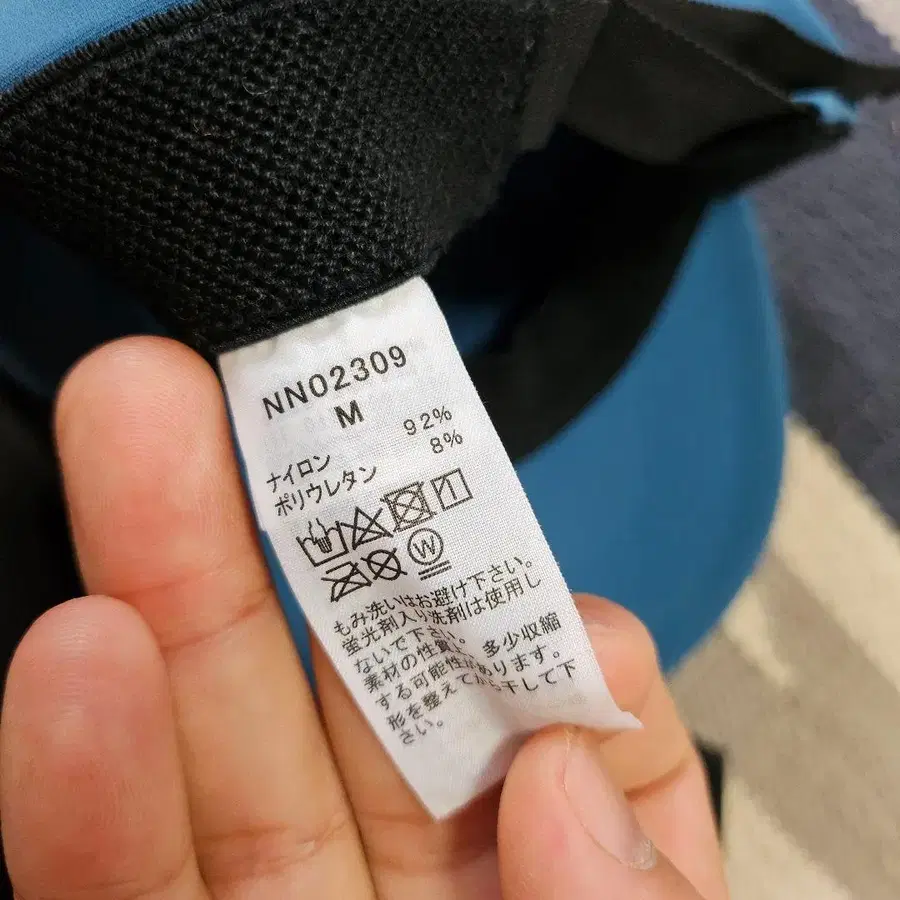 NN02309
M
ナイロン 92%
ポリウレタン 8%
W
もみ洗いはお避け下さい。
蛍光剤入り洗剤は使用し
ないで下さい。
素材の性質上、多少収縮
する可能性があります。
形を整えてから干して下
さい。